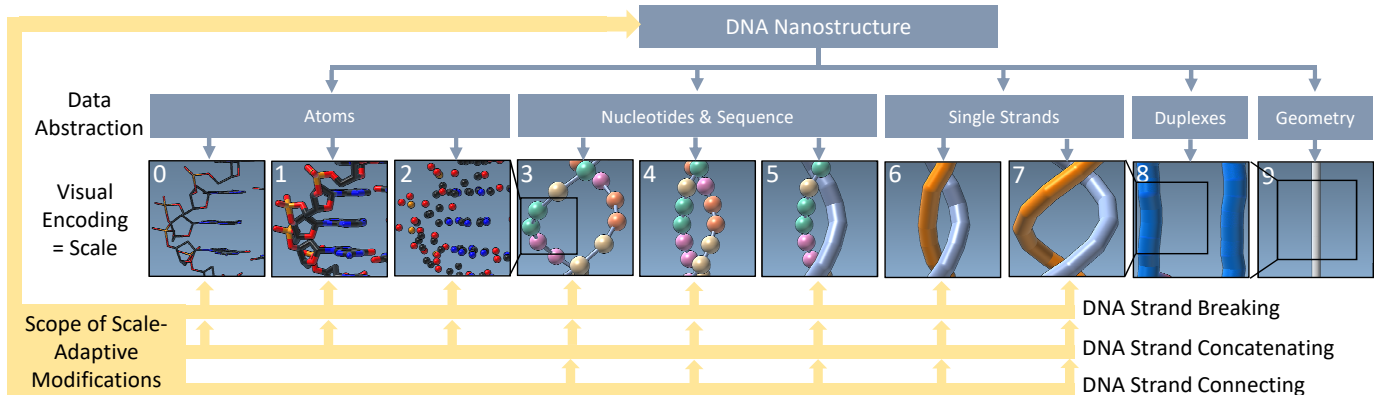 DNA Nanostructure
Data
Abstraction
Atoms
Nucleotides & Sequence
Single Strands
Duplexes
Geometry
Visual
Encoding
= Scale
0
1
2
3
4
5
6
7
8
9
Scope of Scale-
Adaptive
Modifications
DNA Strand Breaking
DNA Strand Concatenating
DNA Strand Connecting